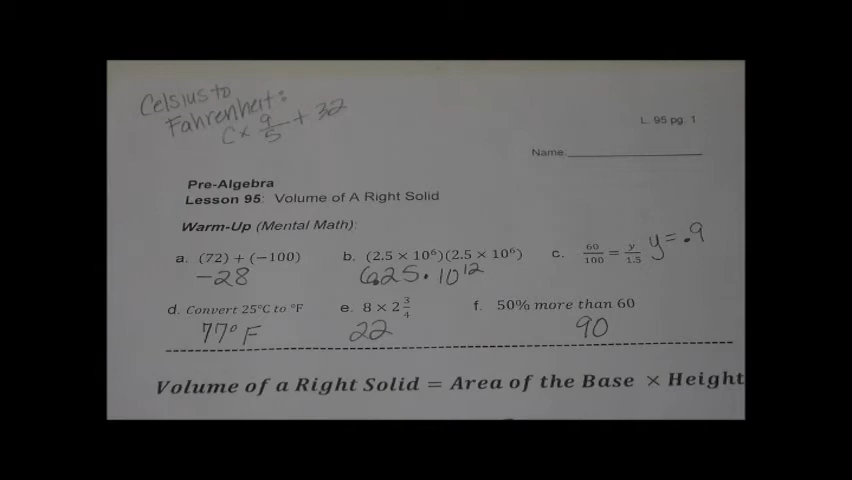 Celsius to
Fahrenheit:
C × 9/5 + 32
L. 95 pg. 1
Name:
Pre-Algebra
Lesson 95: Volume of A Right Solid
Warm-Up (Mental Math):
a. (72) + (−100) b. (2.5 × 10⁶)(2.5 × 10⁶) c. 60/100 = y/1.5 y = .9
−28 6.25 · 10¹²
d. Convert 25°C to °F e. 8 × 2 3/4 f. 50% more than 60
77° F 22 90
Volume of a Right Solid = Area of the Base × Height